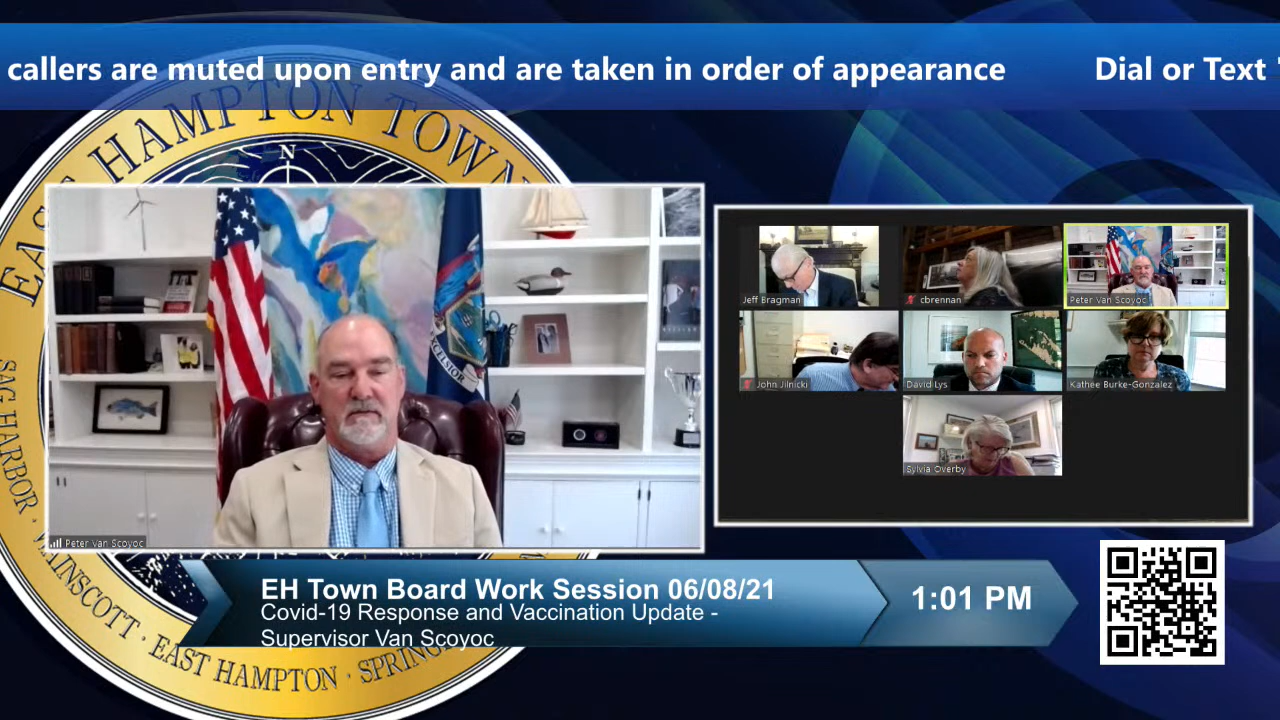 callers are muted upon entry and are taken in order of appearance
Dial or Text
EAST HAMPTON TOWN
N
EXCELSIOR
Peter Van Scoyoc
Jeff Bragman
cbrennan
Peter Van Scoyoc
John Jilnicki
David Lys
Kathee Burke-Gonzalez
Sylvia Overby
SAG HARBOR · WAINSCOTT · EAST HAMPTON · SPRING
EH Town Board Work Session 06/08/21
Covid-19 Response and Vaccination Update -
Supervisor Van Scoyoc
1:01 PM